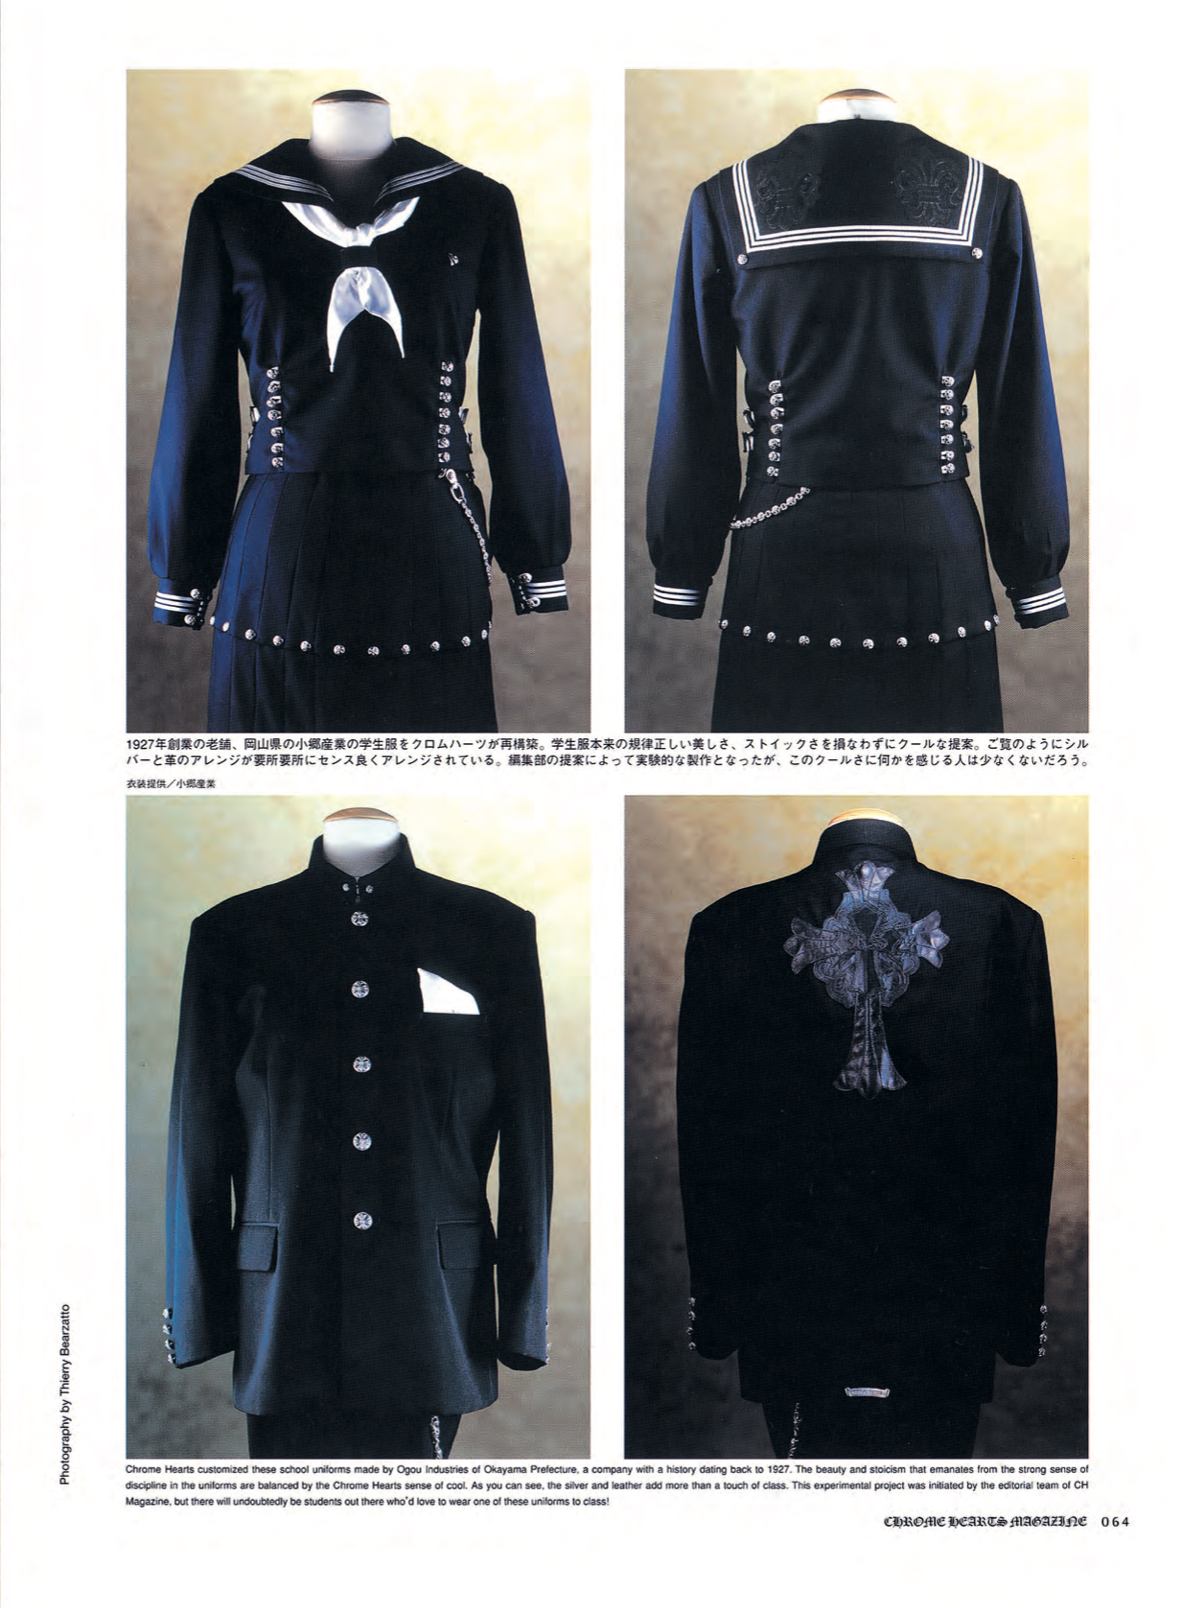 1927年創業の老舗、岡山県の小郷産業の学生服をクロムハーツが再構築。学生服本来の規律正しい美しさ、ストイックさを損なわずにクールな提案。ご覧のようにシル
バーと革のアレンジが要所要所にセンス良くアレンジされている。編集部の提案によって実験的な製作となったが、このクールさに何かを感じる人は少なくないだろう。
衣装提供／小郷産業
Photography by Thierry Bearzatto
Chrome Hearts customized these school uniforms made by Ogou Industries of Okayama Prefecture, a company with a history dating back to 1927. The beauty and stoicism that emanates from the strong sense of
discipline in the uniforms are balanced by the Chrome Hearts sense of cool. As you can see, the silver and leather add more than a touch of class. This experimental project was initiated by the editorial team of CH
Magazine, but there will undoubtedly be students out there who'd love to wear one of these uniforms to class!
CHROME HEARTS MAGAZINE 064